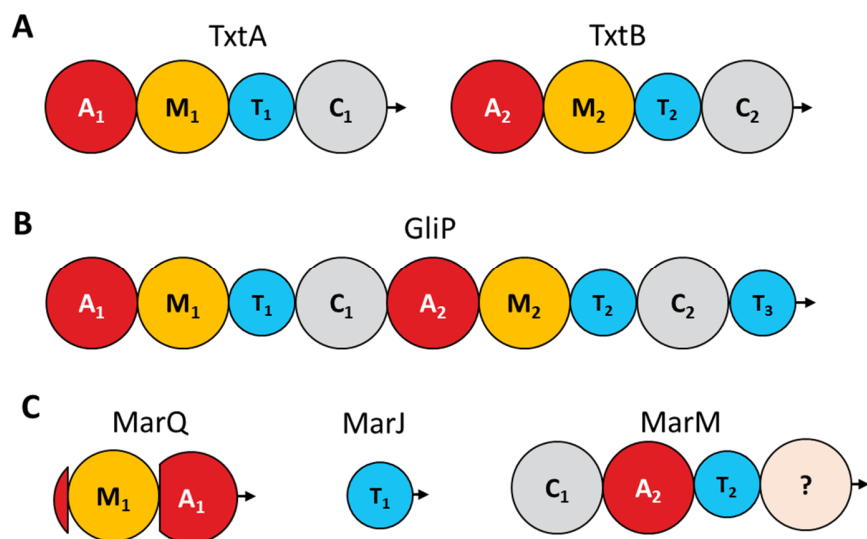 A
TxtA TxtB
A₁ M₁ T₁ C₁ A₂ M₂ T₂ C₂
B
GliP
A₁ M₁ T₁ C₁ A₂ M₂ T₂ C₂ T₃
C
MarQ MarJ MarM
M₁ A₁ T₁ C₁ A₂ T₂ ?